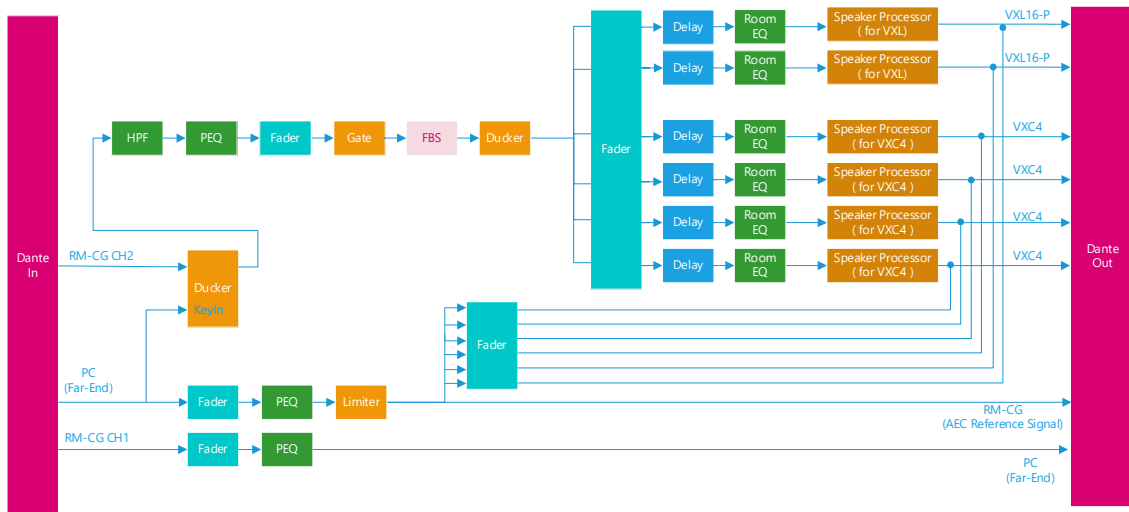 Dante
In
RM-CG CH2
PC
(Far-End)
RM-CG CH1
HPF
PEQ
Fader
Gate
FBS
Ducker
Ducker
KeyIn
Fader
Delay
Room
EQ
Speaker Processor
( for VXL)
VXL16-P
Delay
Room
EQ
Speaker Processor
( for VXL)
VXL16-P
Delay
Room
EQ
Speaker Processor
( for VXC4 )
VXC4
Delay
Room
EQ
Speaker Processor
( for VXC4 )
VXC4
Delay
Room
EQ
Speaker Processor
( for VXC4 )
VXC4
Delay
Room
EQ
Speaker Processor
( for VXC4 )
VXC4
Fader
Fader
PEQ
Limiter
RM-CG
(AEC Reference Signal)
Fader
PEQ
PC
(Far-End)
Dante
Out